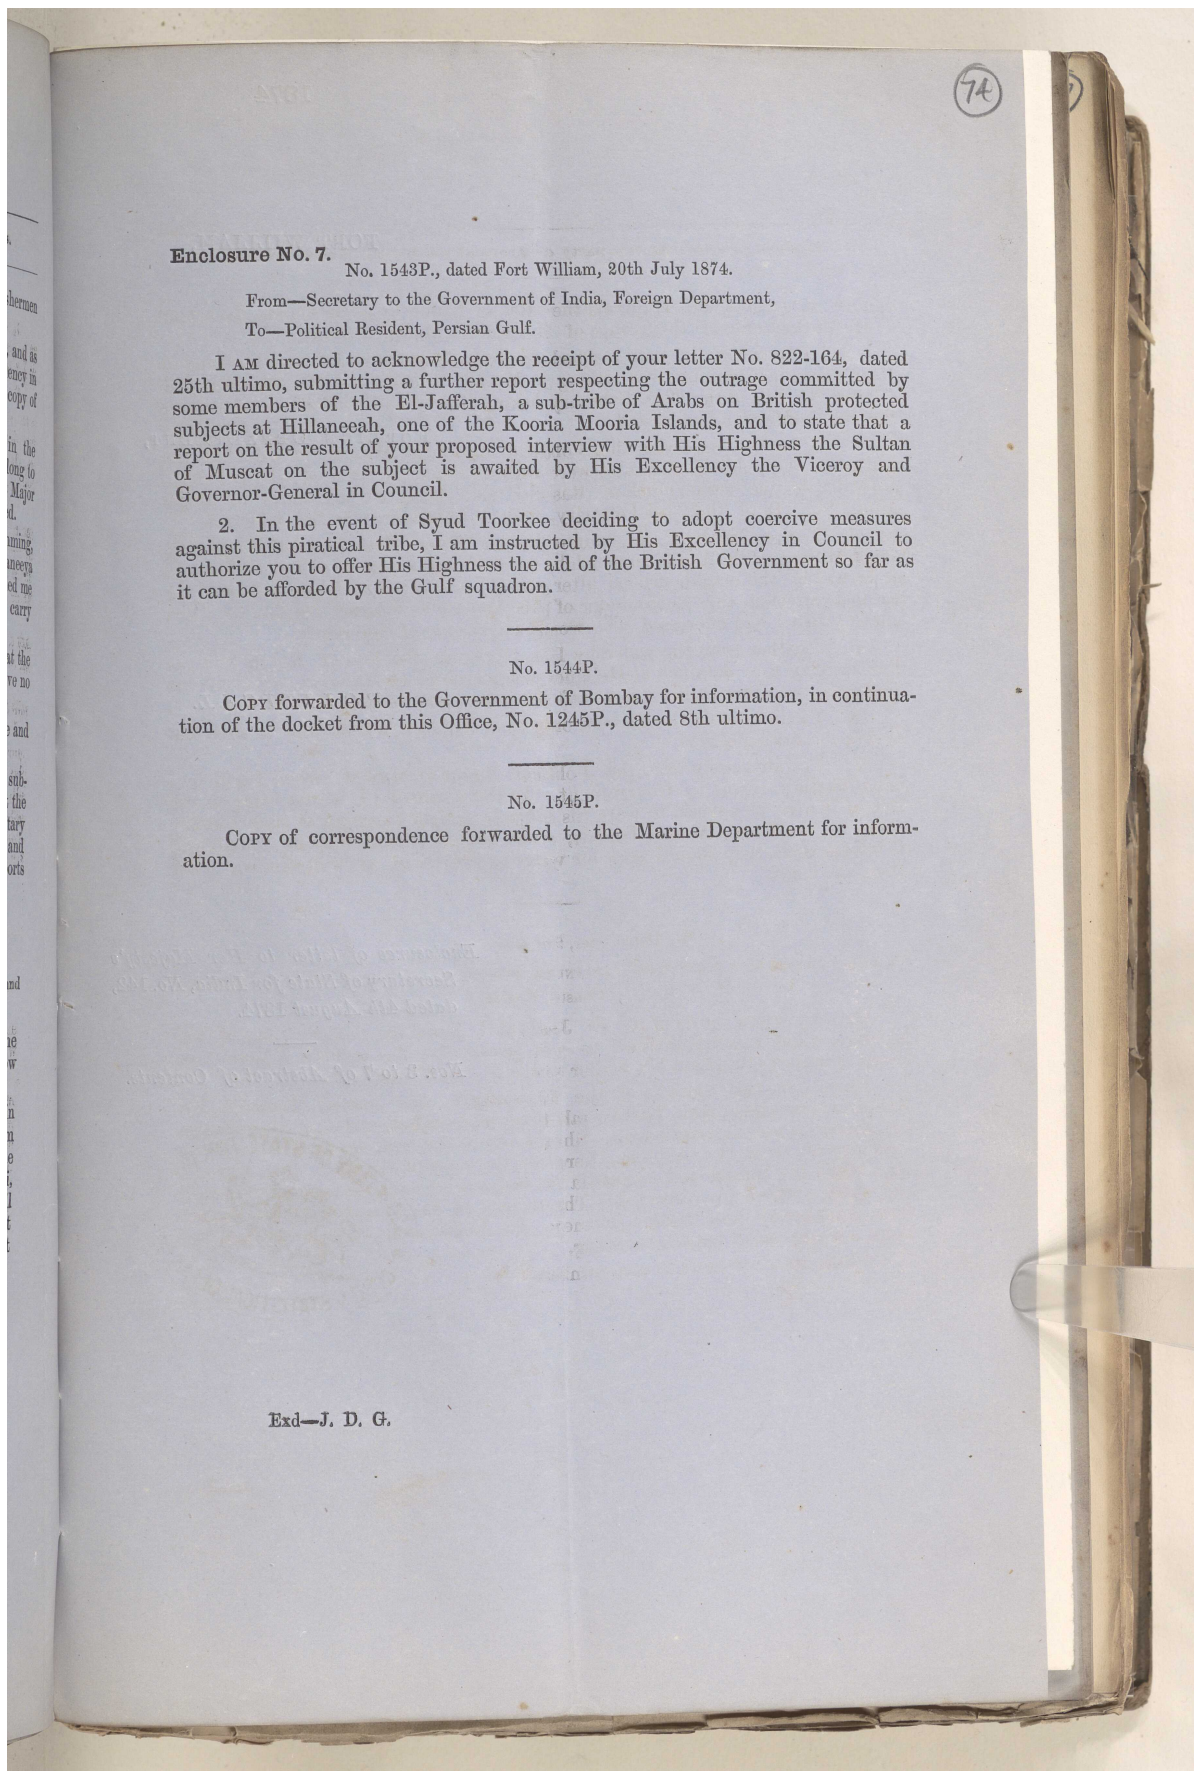 74
Enclosure No. 7.
No. 1543P., dated Fort William, 20th July 1874.
From—Secretary to the Government of India, Foreign Department,
To—Political Resident, Persian Gulf.
I AM directed to acknowledge the receipt of your letter No. 822-164, dated
25th ultimo, submitting a further report respecting the outrage committed by
some members of the El-Jafferah, a sub-tribe of Arabs on British protected
subjects at Hillaneeah, one of the Kooria Mooria Islands, and to state that a
report on the result of your proposed interview with His Highness the Sultan
of Muscat on the subject is awaited by His Excellency the Viceroy and
Governor-General in Council.
2. In the event of Syud Toorkee deciding to adopt coercive measures
against this piratical tribe, I am instructed by His Excellency in Council to
authorize you to offer His Highness the aid of the British Government so far as
it can be afforded by the Gulf squadron.
No. 1544P.
COPY forwarded to the Government of Bombay for information, in continua-
tion of the docket from this Office, No. 1245P., dated 8th ultimo.
No. 1545P.
COPY of correspondence forwarded to the Marine Department for inform-
ation.
Exd—J. D. G.